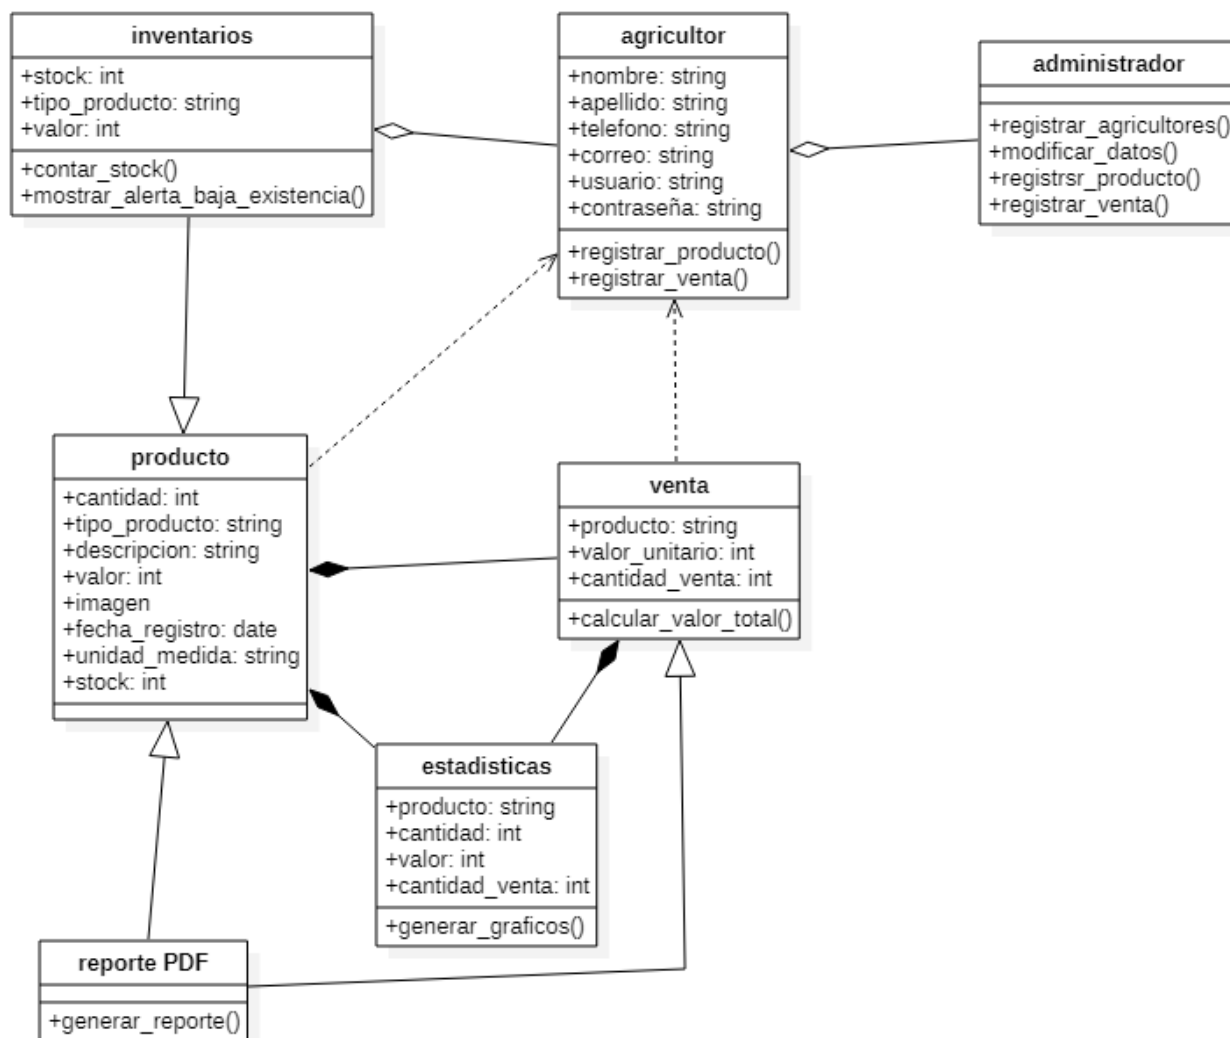 inventarios
+stock: int
+tipo_producto: string
+valor: int
+contar_stock()
+mostrar_alerta_baja_existencia()
agricultor
+nombre: string
+apellido: string
+telefono: string
+correo: string
+usuario: string
+contraseña: string
+registrar_producto()
+registrar_venta()
administrador
+registrar_agricultores()
+modificar_datos()
+registrsr_producto()
+registrar_venta()
producto
+cantidad: int
+tipo_producto: string
+descripcion: string
+valor: int
+imagen
+fecha_registro: date
+unidad_medida: string
+stock: int
venta
+producto: string
+valor_unitario: int
+cantidad_venta: int
+calcular_valor_total()
estadisticas
+producto: string
+cantidad: int
+valor: int
+cantidad_venta: int
+generar_graficos()
reporte PDF
+generar_reporte()